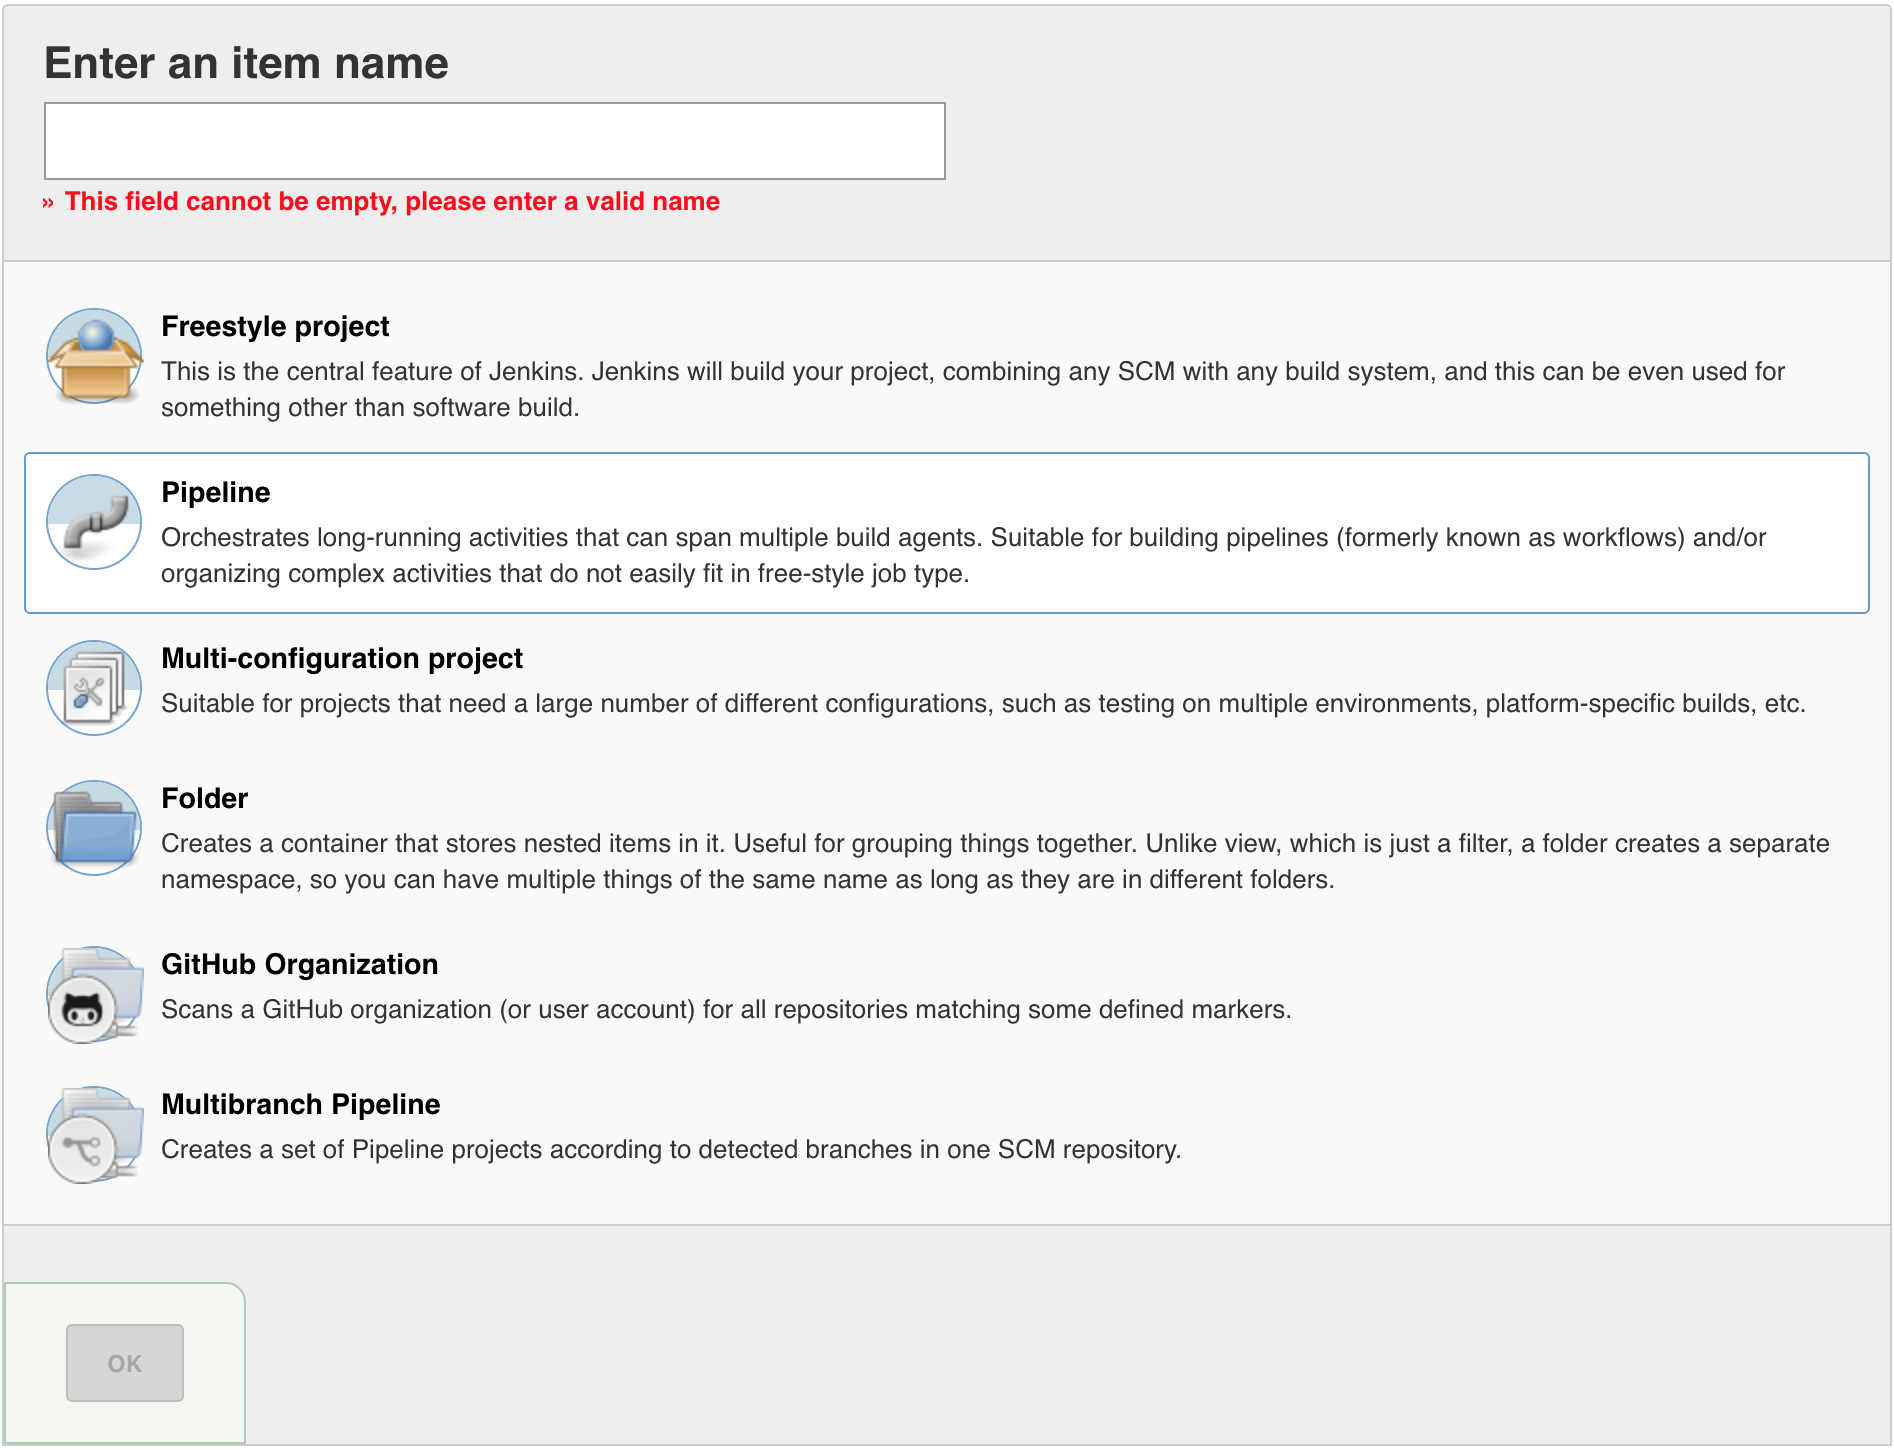 Enter an item name
» This field cannot be empty, please enter a valid name
Freestyle project
This is the central feature of Jenkins. Jenkins will build your project, combining any SCM with any build system, and this can be even used for
something other than software build.
Pipeline
Orchestrates long-running activities that can span multiple build agents. Suitable for building pipelines (formerly known as workflows) and/or
organizing complex activities that do not easily fit in free-style job type.
Multi-configuration project
Suitable for projects that need a large number of different configurations, such as testing on multiple environments, platform-specific builds, etc.
Folder
Creates a container that stores nested items in it. Useful for grouping things together. Unlike view, which is just a filter, a folder creates a separate
namespace, so you can have multiple things of the same name as long as they are in different folders.
GitHub Organization
Scans a GitHub organization (or user account) for all repositories matching some defined markers.
Multibranch Pipeline
Creates a set of Pipeline projects according to detected branches in one SCM repository.
OK